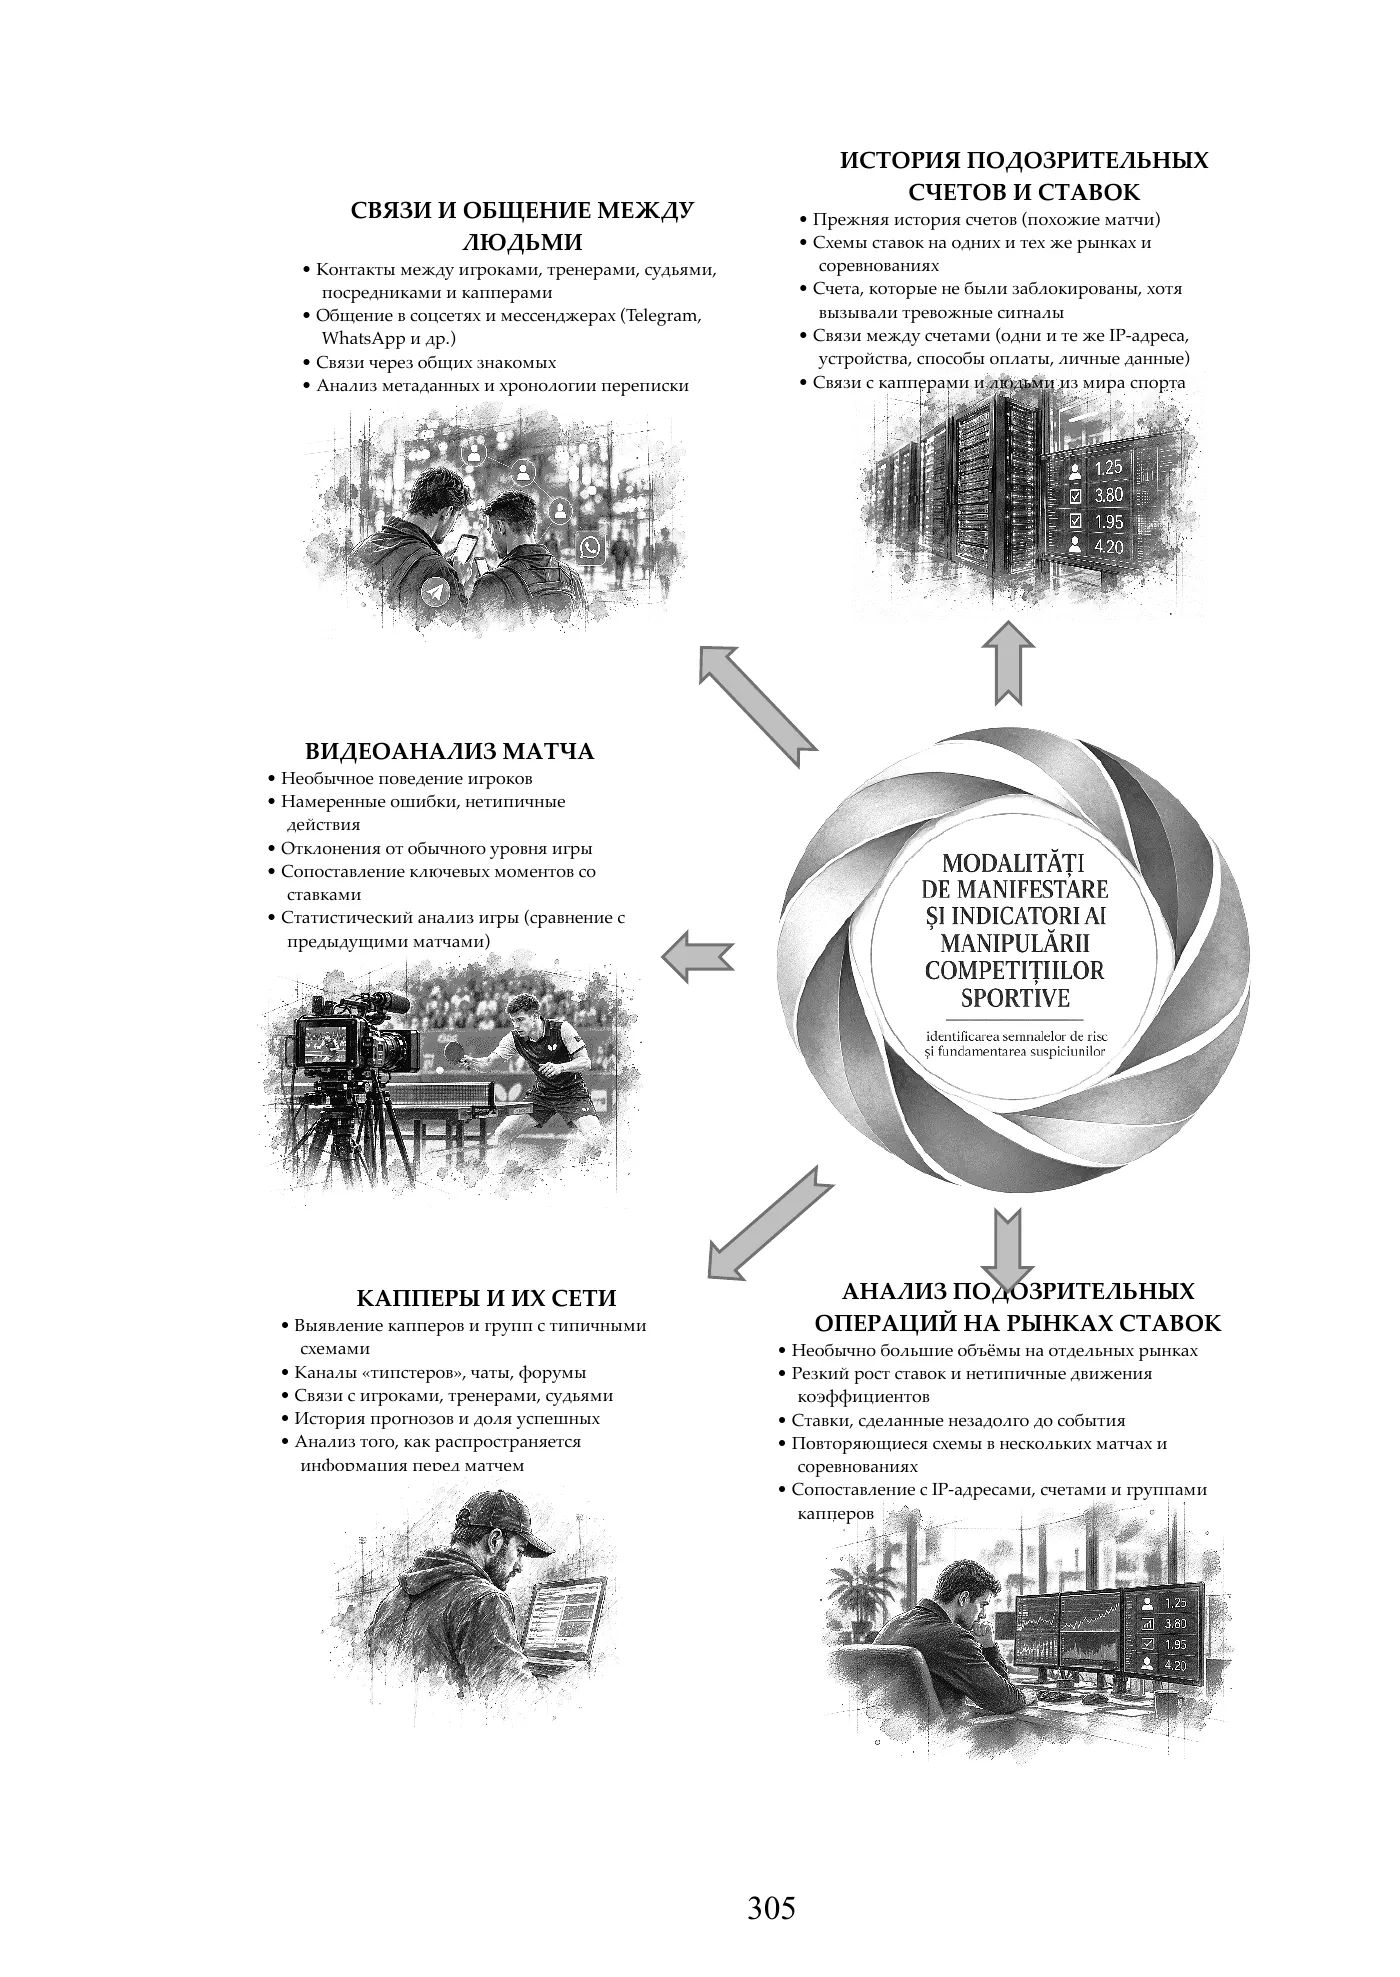 СВЯЗИ И ОБЩЕНИЕ МЕЖДУ
ЛЮДЬМИ
• Контакты между игроками, тренерами, судьями,
посредниками и капперами
• Общение в соцсетях и мессенджерах (Telegram,
WhatsApp и др.)
• Связи через общих знакомых
• Анализ метаданных и хронологии переписки
ИСТОРИЯ ПОДОЗРИТЕЛЬНЫХ
СЧЕТОВ И СТАВОК
• Прежняя история счетов (похожие матчи)
• Схемы ставок на одних и тех же рынках и
соревнованиях
• Счета, которые не были заблокированы, хотя
вызывали тревожные сигналы
• Связи между счетами (одни и те же IP-адреса,
устройства, способы оплаты, личные данные)
• Связи с капперами и людьми из мира спорта
1.25
3.80
1.95
4.20
ВИДЕОАНАЛИЗ МАТЧА
• Необычное поведение игроков
• Намеренные ошибки, нетипичные
действия
• Отклонения от обычного уровня игры
• Сопоставление ключевых моментов со
ставками
• Статистический анализ игры (сравнение с
предыдущими матчами)
MODALITĂȚI
DE MANIFESTARE
ȘI INDICATORI AI
MANIPULĂRII
COMPETIȚIILOR
SPORTIVE
identificarea semnalelor de risc
și fundamentarea suspiciunilor
КАППЕРЫ И ИХ СЕТИ
• Выявление капперов и групп с типичными
схемами
• Каналы «типстеров», чаты, форумы
• Связи с игроками, тренерами, судьями
• История прогнозов и доля успешных
• Анализ того, как распространяется
информация перед матчем
АНАЛИЗ ПОДОЗРИТЕЛЬНЫХ
ОПЕРАЦИЙ НА РЫНКАХ СТАВОК
• Необычно большие объёмы на отдельных рынках
• Резкий рост ставок и нетипичные движения
коэффициентов
• Ставки, сделанные незадолго до события
• Повторяющиеся схемы в нескольких матчах и
соревнованиях
• Сопоставление с IP-адресами, счетами и группами
капперов
1.25
3.80
1.95
4.20
305